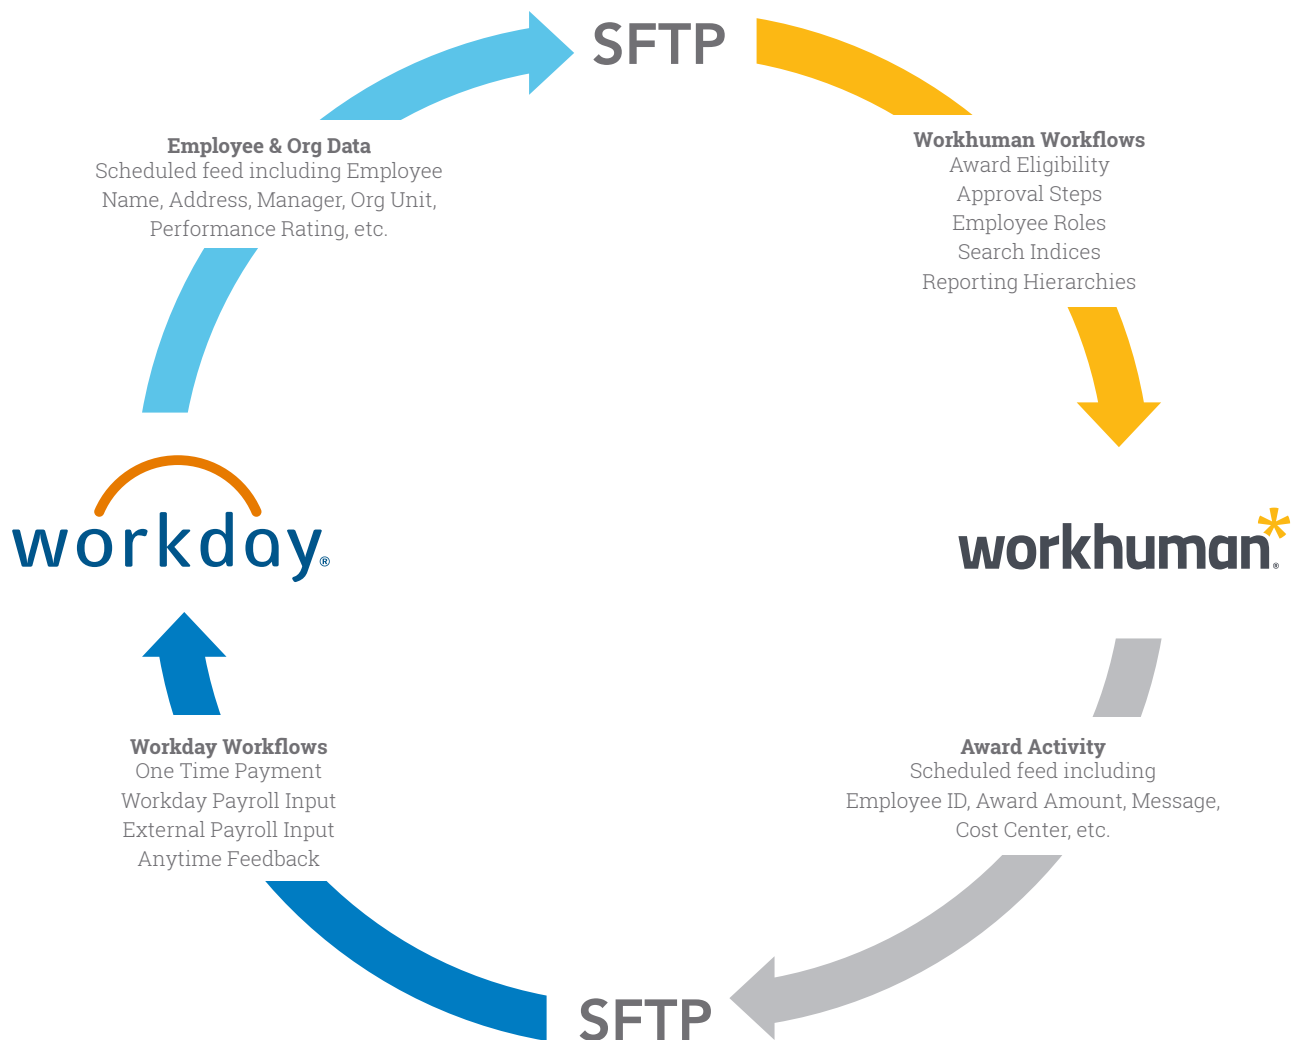 SFTP
Employee & Org Data
Scheduled feed including Employee
Name, Address, Manager, Org Unit,
Performance Rating, etc.
Workhuman Workflows
Award Eligibility
Approval Steps
Employee Roles
Search Indices
Reporting Hierarchies
workday®
workhuman*®
Workday Workflows
One Time Payment
Workday Payroll Input
External Payroll Input
Anytime Feedback
Award Activity
Scheduled feed including
Employee ID, Award Amount, Message,
Cost Center, etc.
SFTP